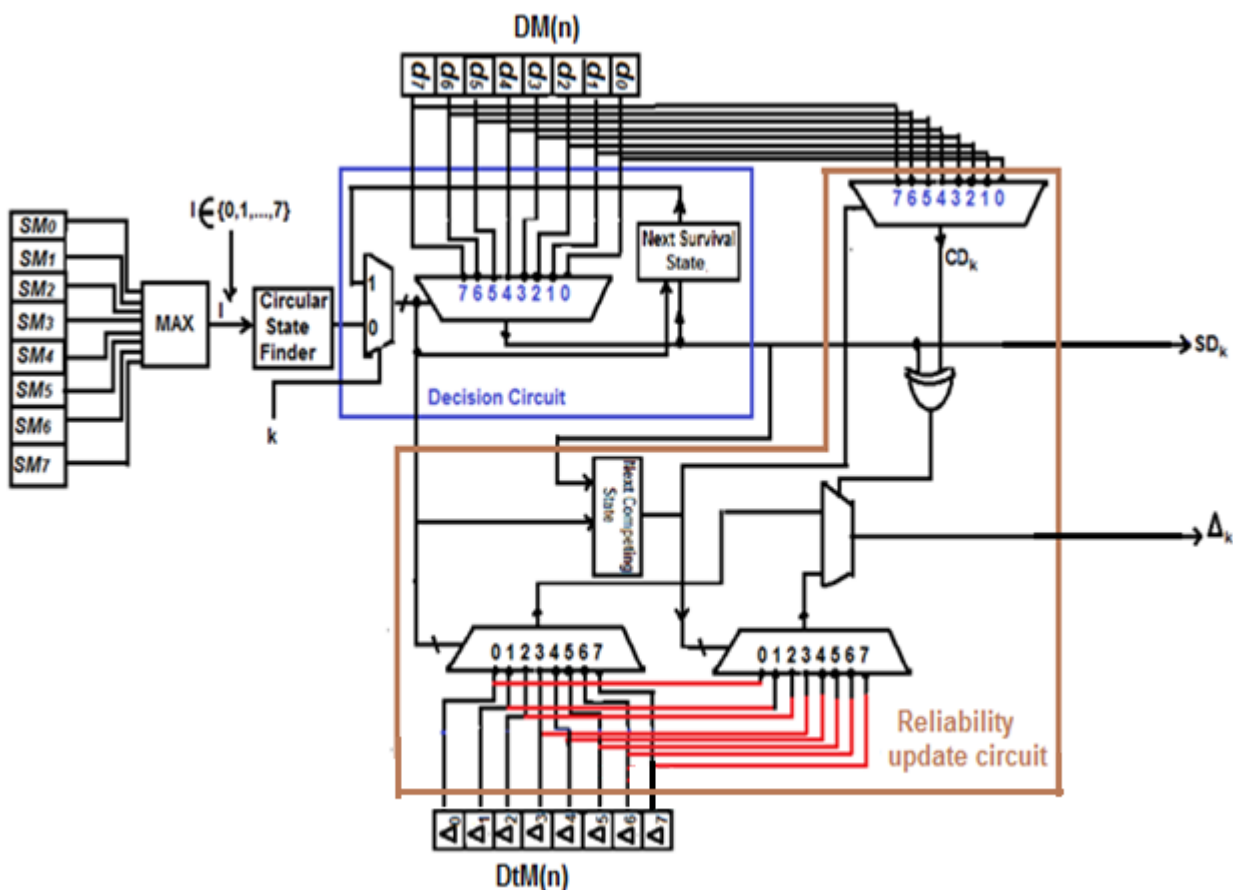 DM(n)
d7 d6 d5 d4 d3 d2 d1 d0
7 6 5 4 3 2 1 0
CDk
I∈{0,1,...,7}
SM0
SM1
SM2
SM3
SM4
SM5
SM6
SM7
MAX
I
Circular
State
Finder
1
0
k
7 6 5 4 3 2 1 0
Next Survival
State,
Decision Circuit
SDk
Next Competing
State
Δk
0 1 2 3 4 5 6 7
0 1 2 3 4 5 6 7
Reliability
update circuit
Δ0 Δ1 Δ2 Δ3 Δ4 Δ5 Δ6 Δ7
DtM(n)